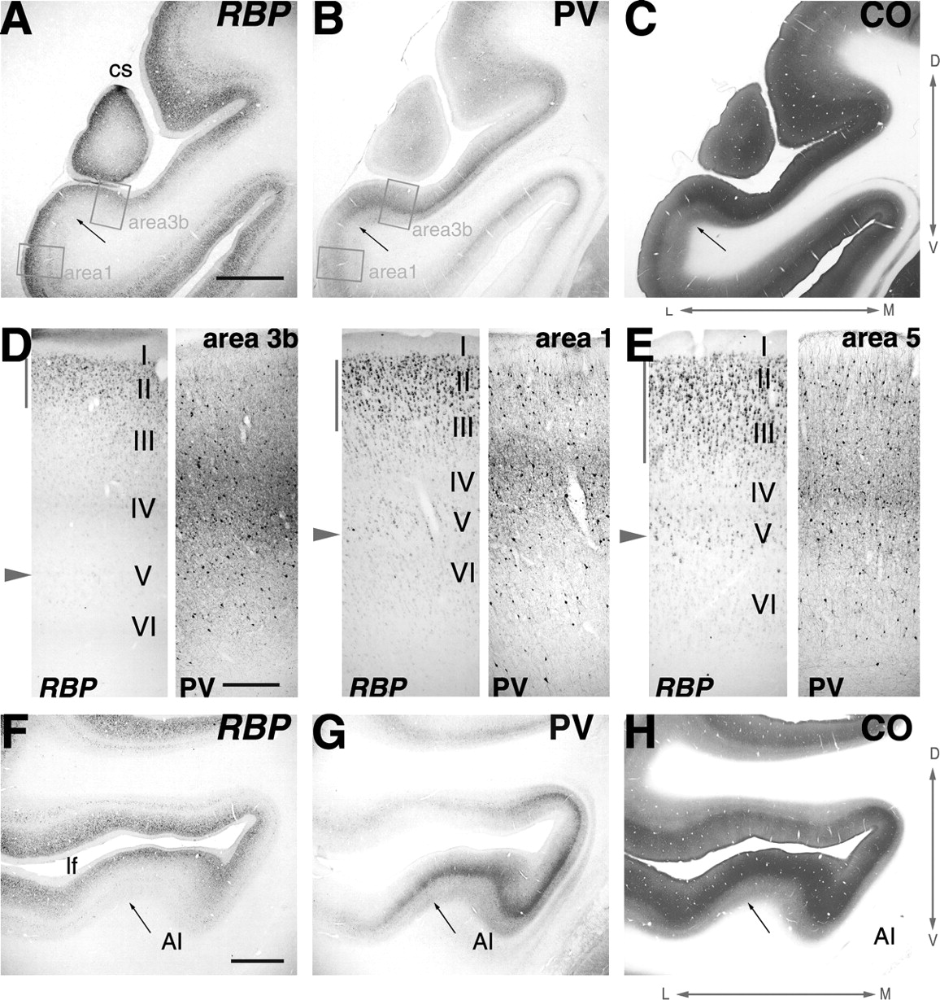 A RBP
B PV
C CO
cs
area3b
area1
area3b
area1
D
V
L M
D area 3b
I
II
III
IV
V
VI
RBP PV
area 1
I
II
III
IV
V
VI
RBP PV
E area 5
I
II
III
IV
V
VI
RBP PV
F RBP
G PV
H CO
lf
AI
AI
AI
D
V
L M